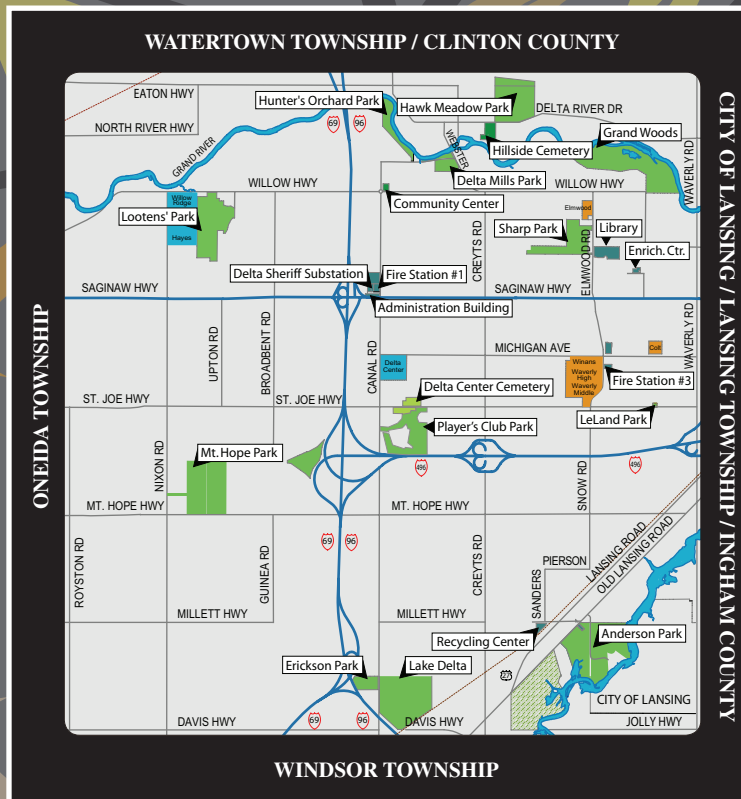 WATERTOWN TOWNSHIP / CLINTON COUNTY
EATON HWY
Hunter's Orchard Park
Hawk Meadow Park
DELTA RIVER DR
NORTH RIVER HWY
69
96
GRAND RIVER
WEBSTER
Hillside Cemetery
Grand Woods
WAVERLY RD
Delta Mills Park
WILLOW HWY
WILLOW HWY
Willow
Ridge
Hayes
Lootens' Park
Community Center
Elmwood
Sharp Park
Library
Enrich. Ctr.
CREYTS RD
ELMWOOD RD
Delta Sheriff Substation
Fire Station #1
SAGINAW HWY
SAGINAW HWY
Administration Building
UPTON RD
BROADBENT RD
CANAL RD
MICHIGAN AVE
WAVERLY RD
Colt
Delta
Center
Winans
Waverly
High
Waverly
Middle
Fire Station #3
Delta Center Cemetery
ST. JOE HWY
ST. JOE HWY
LeLand Park
Player's Club Park
Mt. Hope Park
NIXON RD
496
496
SNOW RD
MT. HOPE HWY
MT. HOPE HWY
ROYSTON RD
GUINEA RD
69
96
CREYTS RD
LANSING ROAD
OLD LANSING ROAD
PIERSON
SANDERS
MILLETT HWY
MILLETT HWY
Recycling Center
Anderson Park
Erickson Park
Lake Delta
CITY OF LANSING
DAVIS HWY
69
96
DAVIS HWY
JOLLY HWY
ONEIDA TOWNSHIP
CITY OF LANSING / LANSING TOWNSHIP / INGHAM COUNTY
WINDSOR TOWNSHIP